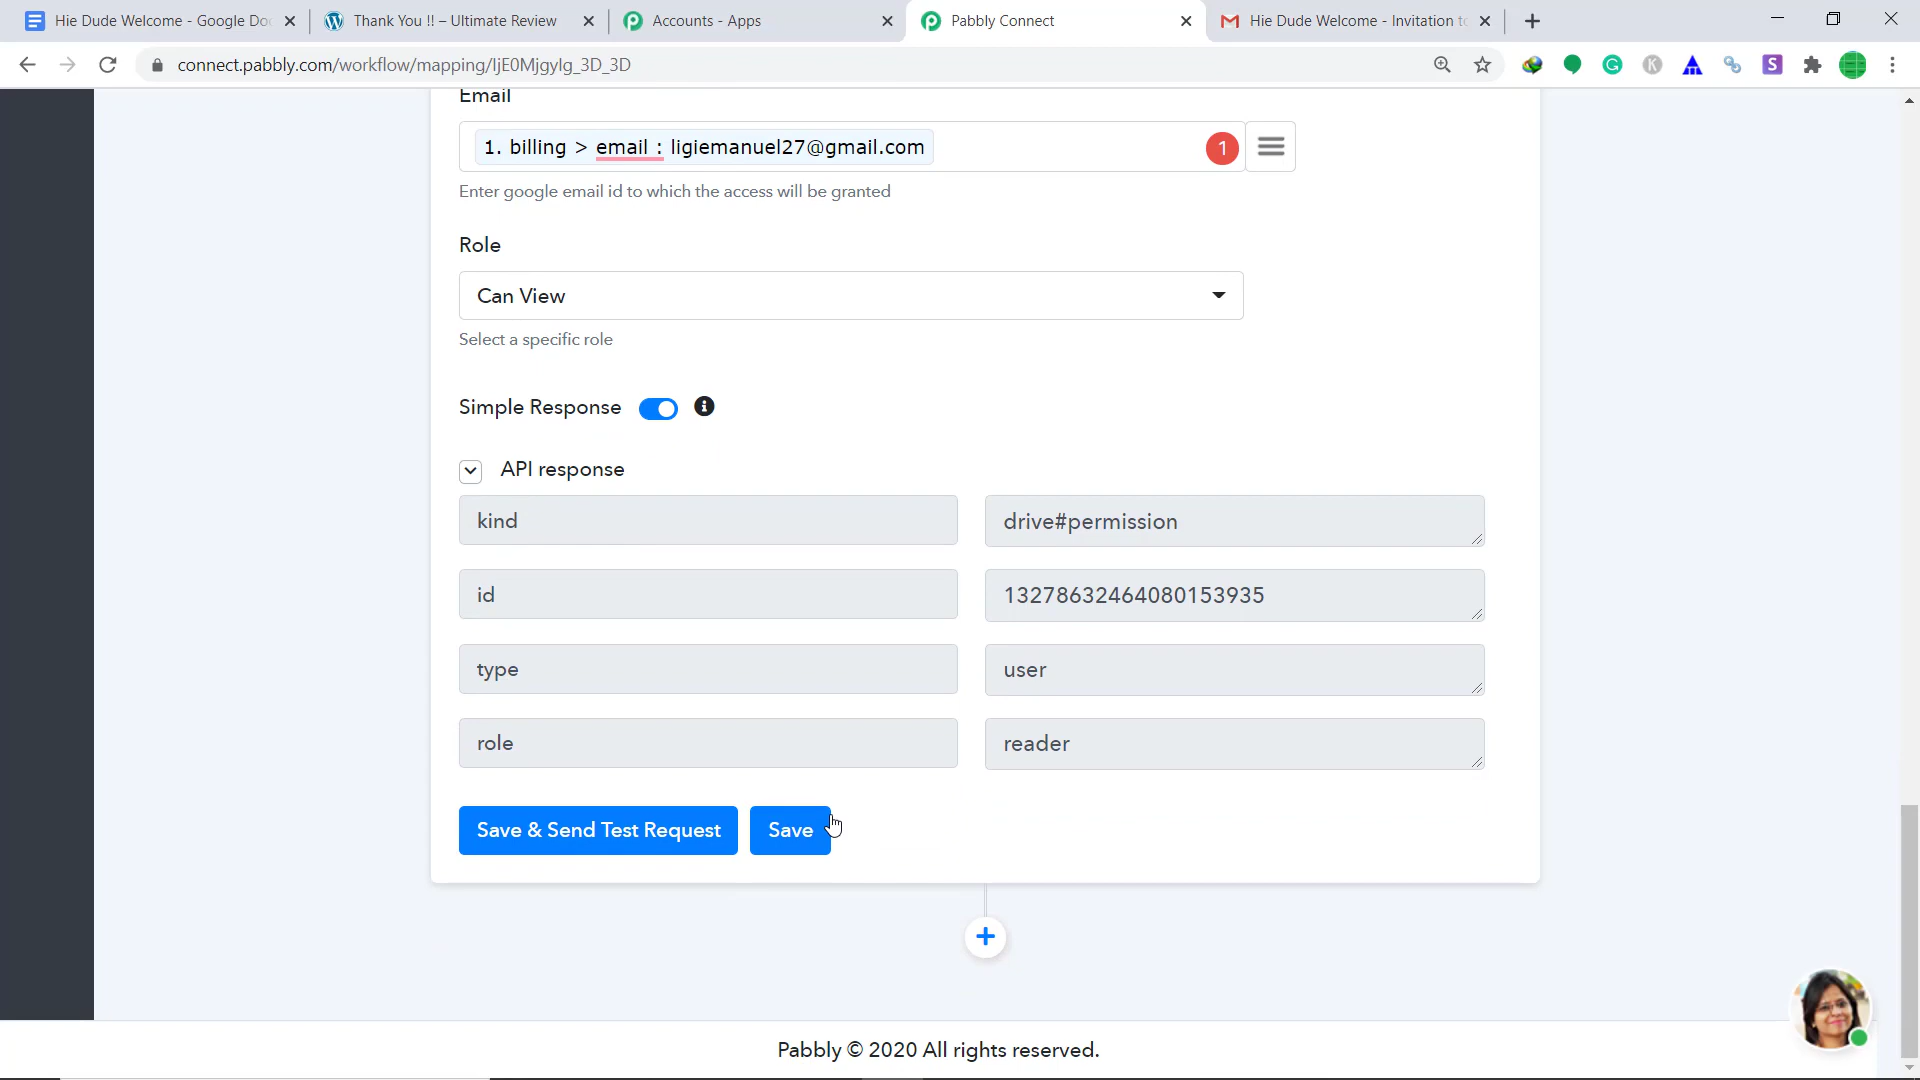 Hie Dude Welcome - Google Do
Thank You !! – Ultimate Review
Accounts - Apps
Pabbly Connect
Hie Dude Welcome - Invitation to
connect.pabbly.com/workflow/mapping/IjE0MjgyIg_3D_3D
Email
1. billing > email : ligiemanuel27@gmail.com
1
Enter google email id to which the access will be granted
Role
Can View
Select a specific role
Simple Response
API response
kind
drive#permission
id
13278632464080153935
type
user
role
reader
Save & Send Test Request
Save
Pabbly © 2020 All rights reserved.